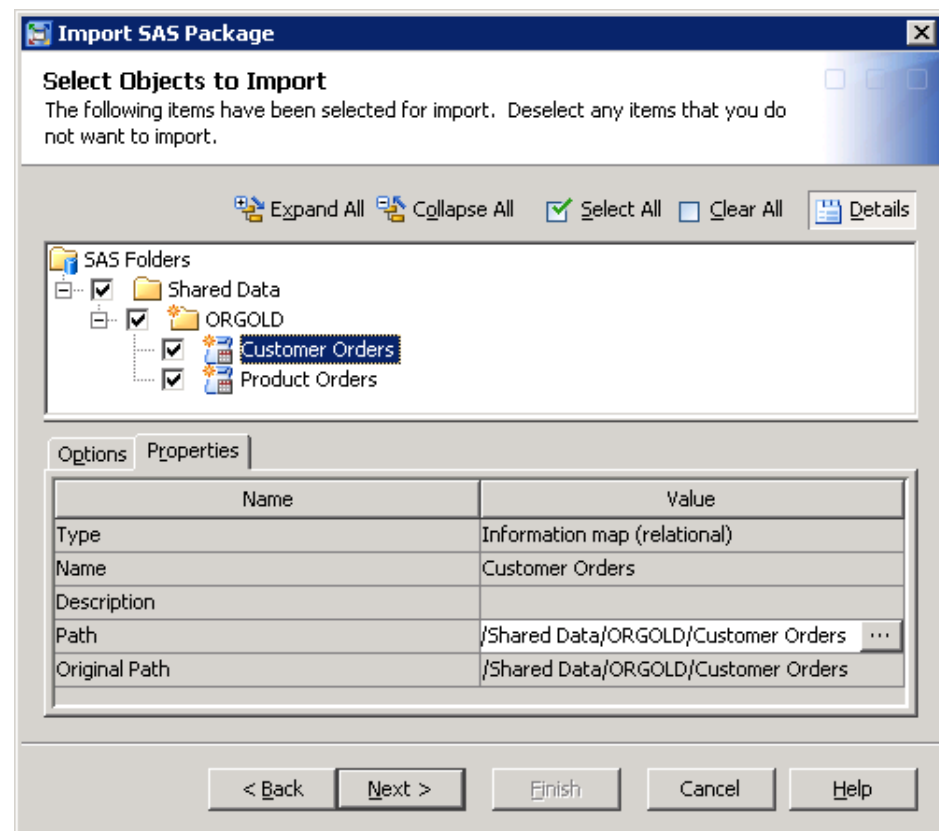 Import SAS Package
Select Objects to Import
The following items have been selected for import. Deselect any items that you do
not want to import.
Expand All Collapse All Select All Clear All Details
SAS Folders
Shared Data
ORGOLD
Customer Orders
Product Orders
Options Properties
Name Value
Type Information map (relational)
Name Customer Orders
Description
Path /Shared Data/ORGOLD/Customer Orders ...
Original Path /Shared Data/ORGOLD/Customer Orders
< Back Next > Finish Cancel Help